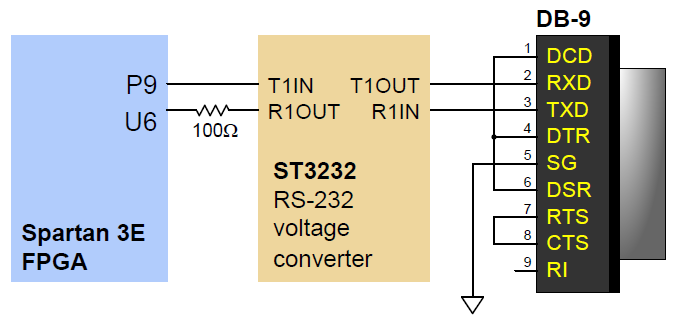 DB-9
1 DCD
P9 T1IN T1OUT 2 RXD
U6 100Ω R1OUT R1IN 3 TXD
4 DTR
ST3232 5 SG
RS-232 6 DSR
voltage 7 RTS
Spartan 3E converter 8 CTS
FPGA 9 RI